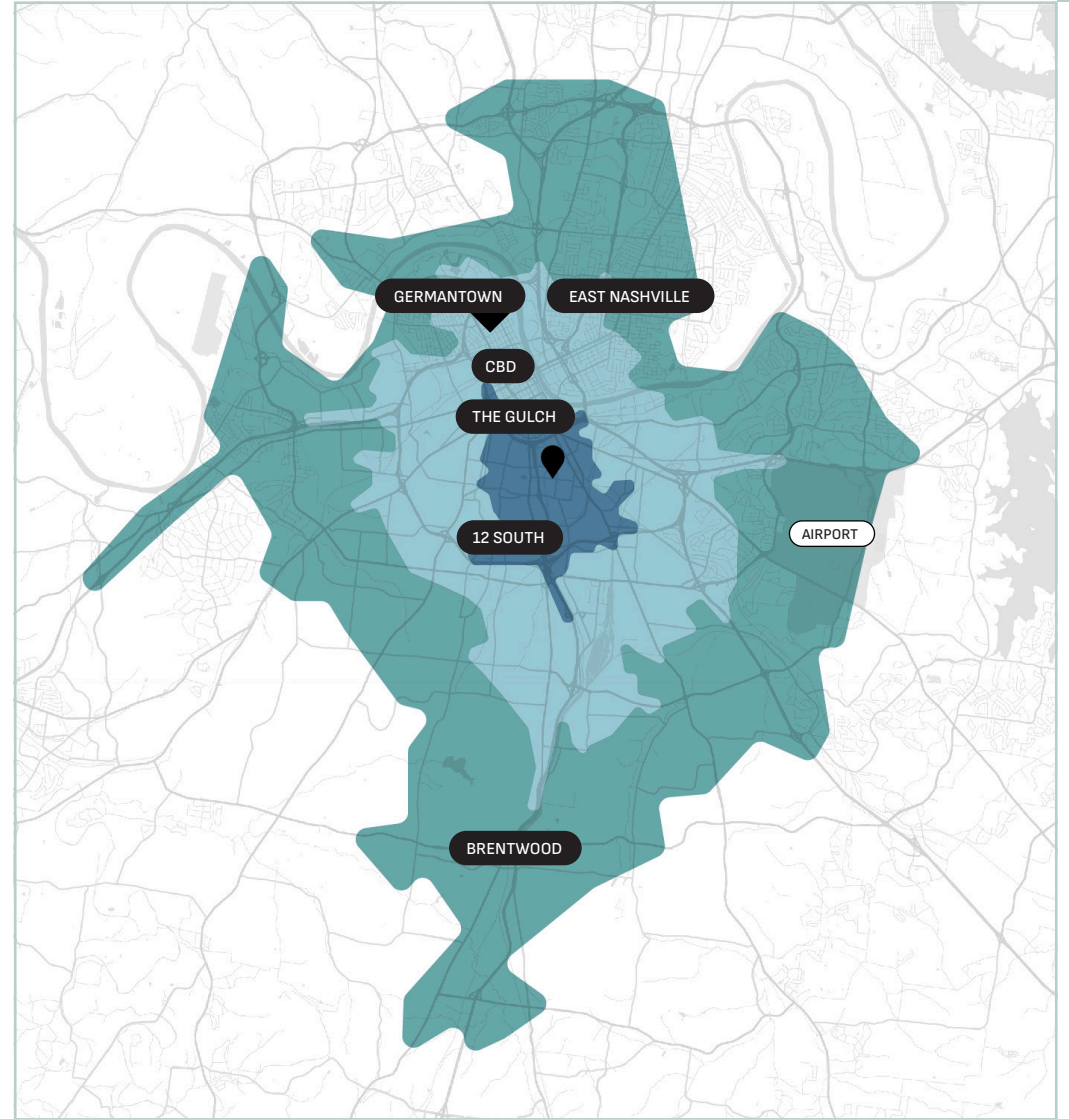 GERMANTOWN
EAST NASHVILLE
CBD
THE GULCH
12 SOUTH
AIRPORT
BRENTWOOD